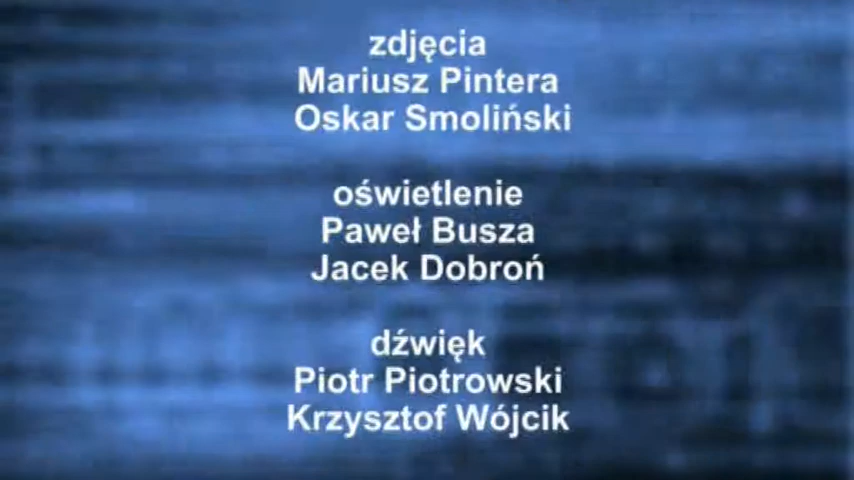 zdjęcia
Mariusz Pintera
Oskar Smoliński
oświetlenie
Paweł Busza
Jacek Dobroń
dźwięk
Piotr Piotrowski
Krzysztof Wójcik